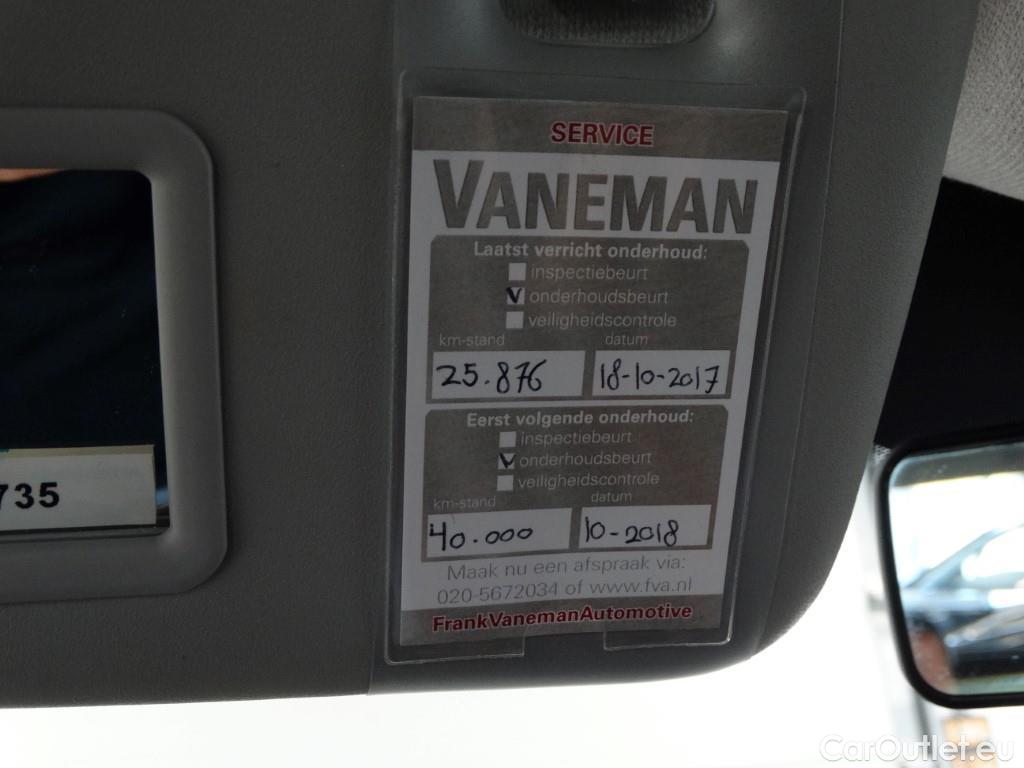 SERVICE
VANEMAN
Laatst verricht onderhoud:
inspectiebeurt
V onderhoudsbeurt
veiligheidscontrole
km-stand datum
25.876 18-10-2017
Eerst volgende onderhoud:
inspectiebeurt
V onderhoudsbeurt
veiligheidscontrole
km-stand datum
40.000 10-2018
Maak nu een afspraak via:
020-5672034 of www.fva.nl
FrankVanemanAutomotive
735
CarOutlet.eu